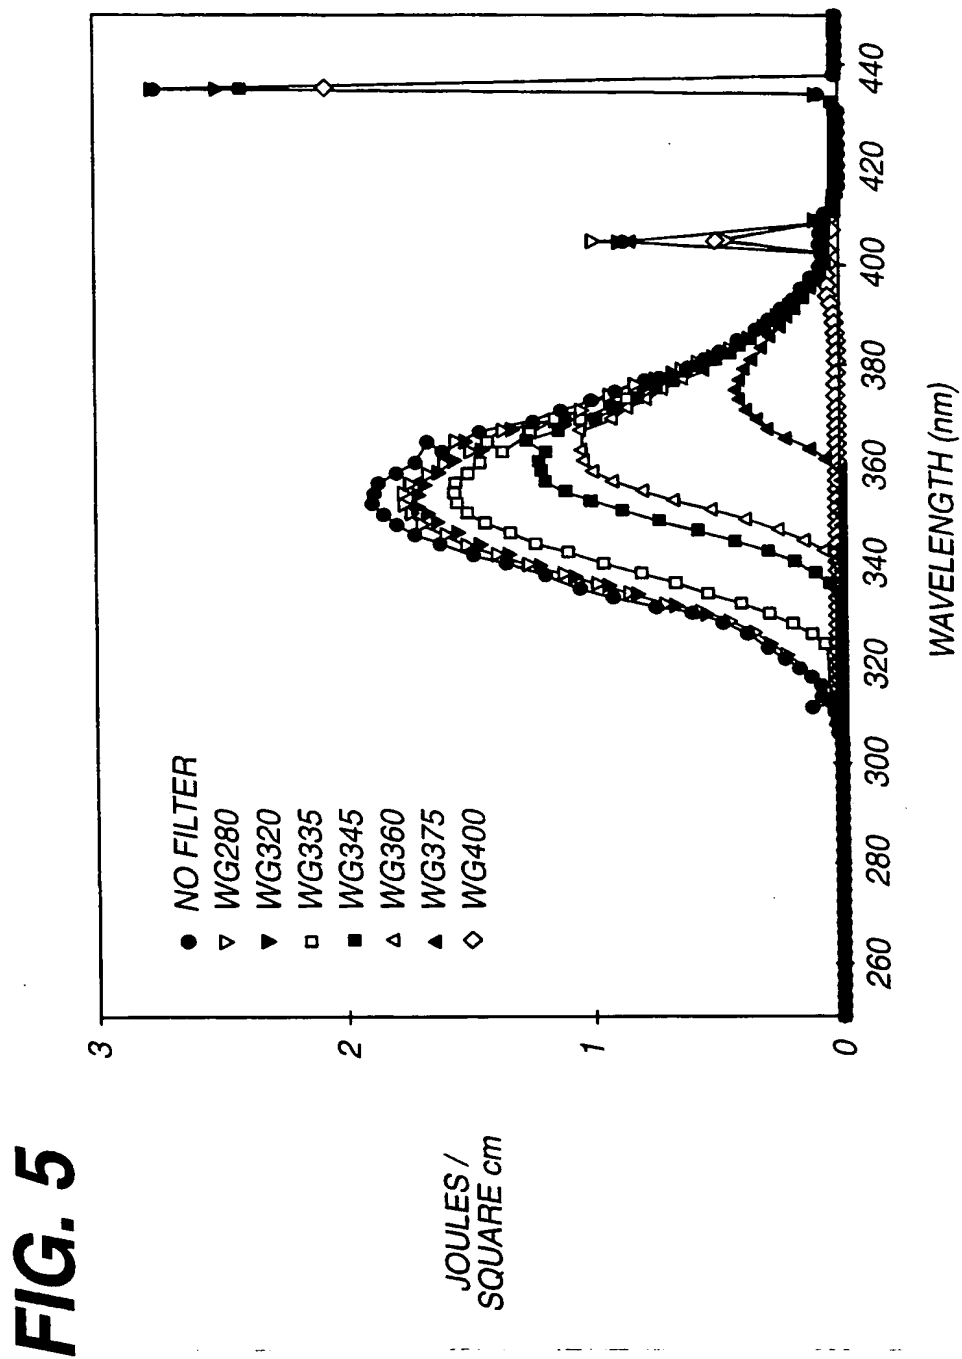 FIG. 5
JOULES /
SQUARE cm
3
2
1
0
NO FILTER
WG280
WG320
WG335
WG345
WG360
WG375
WG400
260
280
300
320
340
360
380
400
420
440
WAVELENGTH (nm)